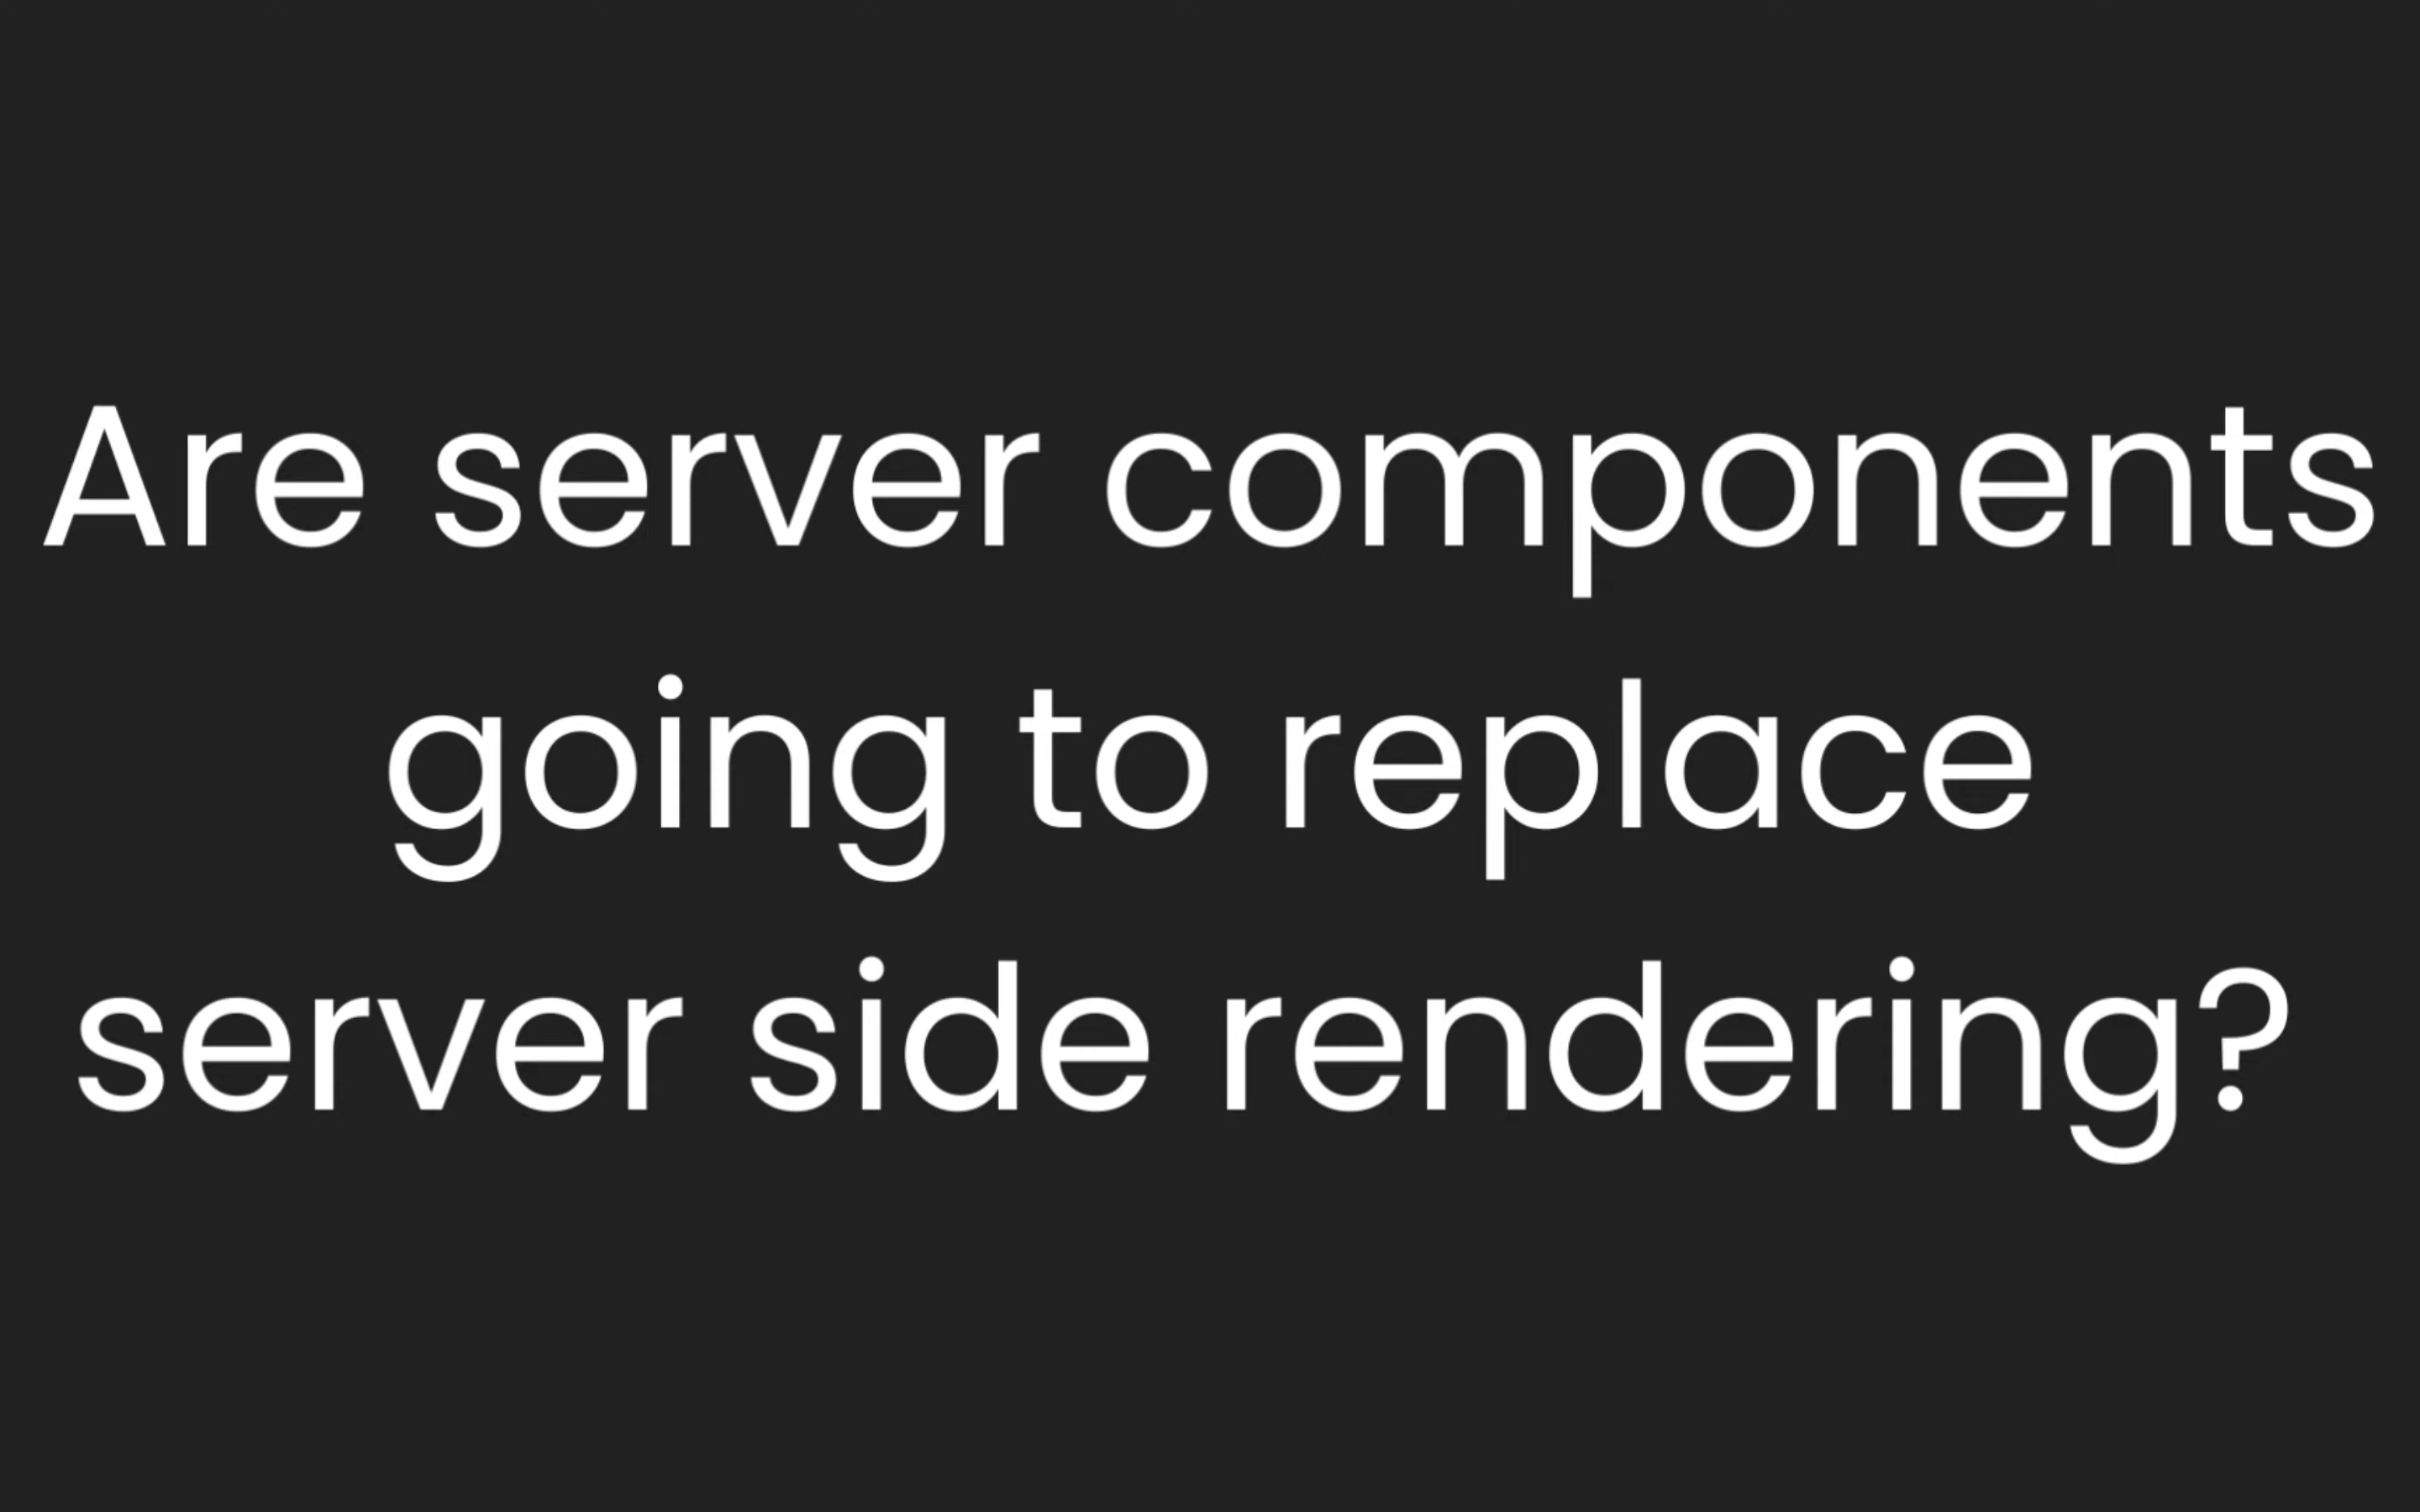 Are server components
going to replace
server side rendering?